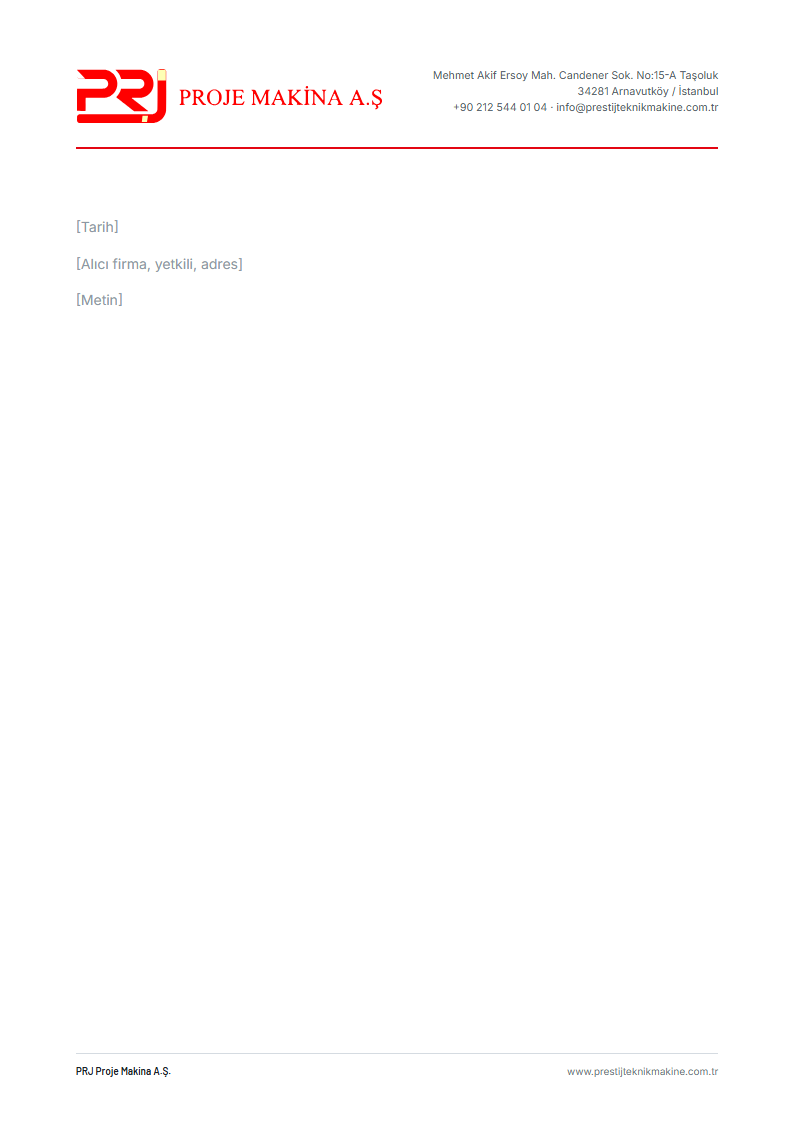 PRJ PROJE MAKİNA A.Ş
Mehmet Akif Ersoy Mah. Candener Sok. No:15-A Taşoluk
34281 Arnavutköy / İstanbul
+90 212 544 01 04 · info@prestijteknikmakine.com.tr
[Tarih]
[Alıcı firma, yetkili, adres]
[Metin]
PRJ Proje Makina A.Ş.
www.prestijteknikmakine.com.tr